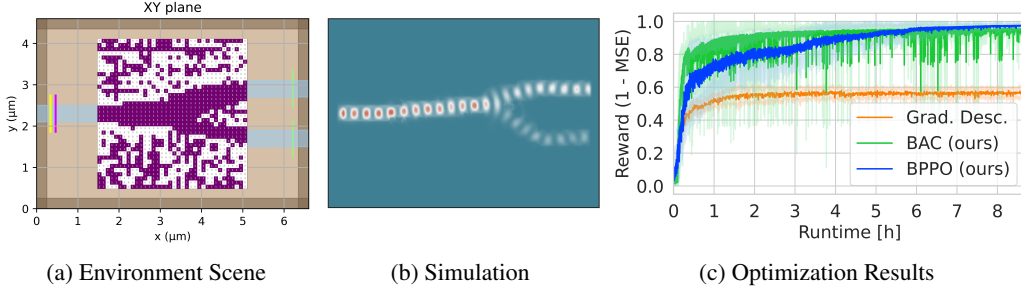 XY plane
y (μm)
4
3
2
1
0
0 1 2 3 4 5 6
x (μm)
Reward (1 - MSE)
1.0
0.8
0.6
0.4
0.2
0.0
Grad. Desc.
BAC (ours)
BPPO (ours)
0 1 2 3 4 5 6 7 8
Runtime [h]
(a) Environment Scene
(b) Simulation
(c) Optimization Results